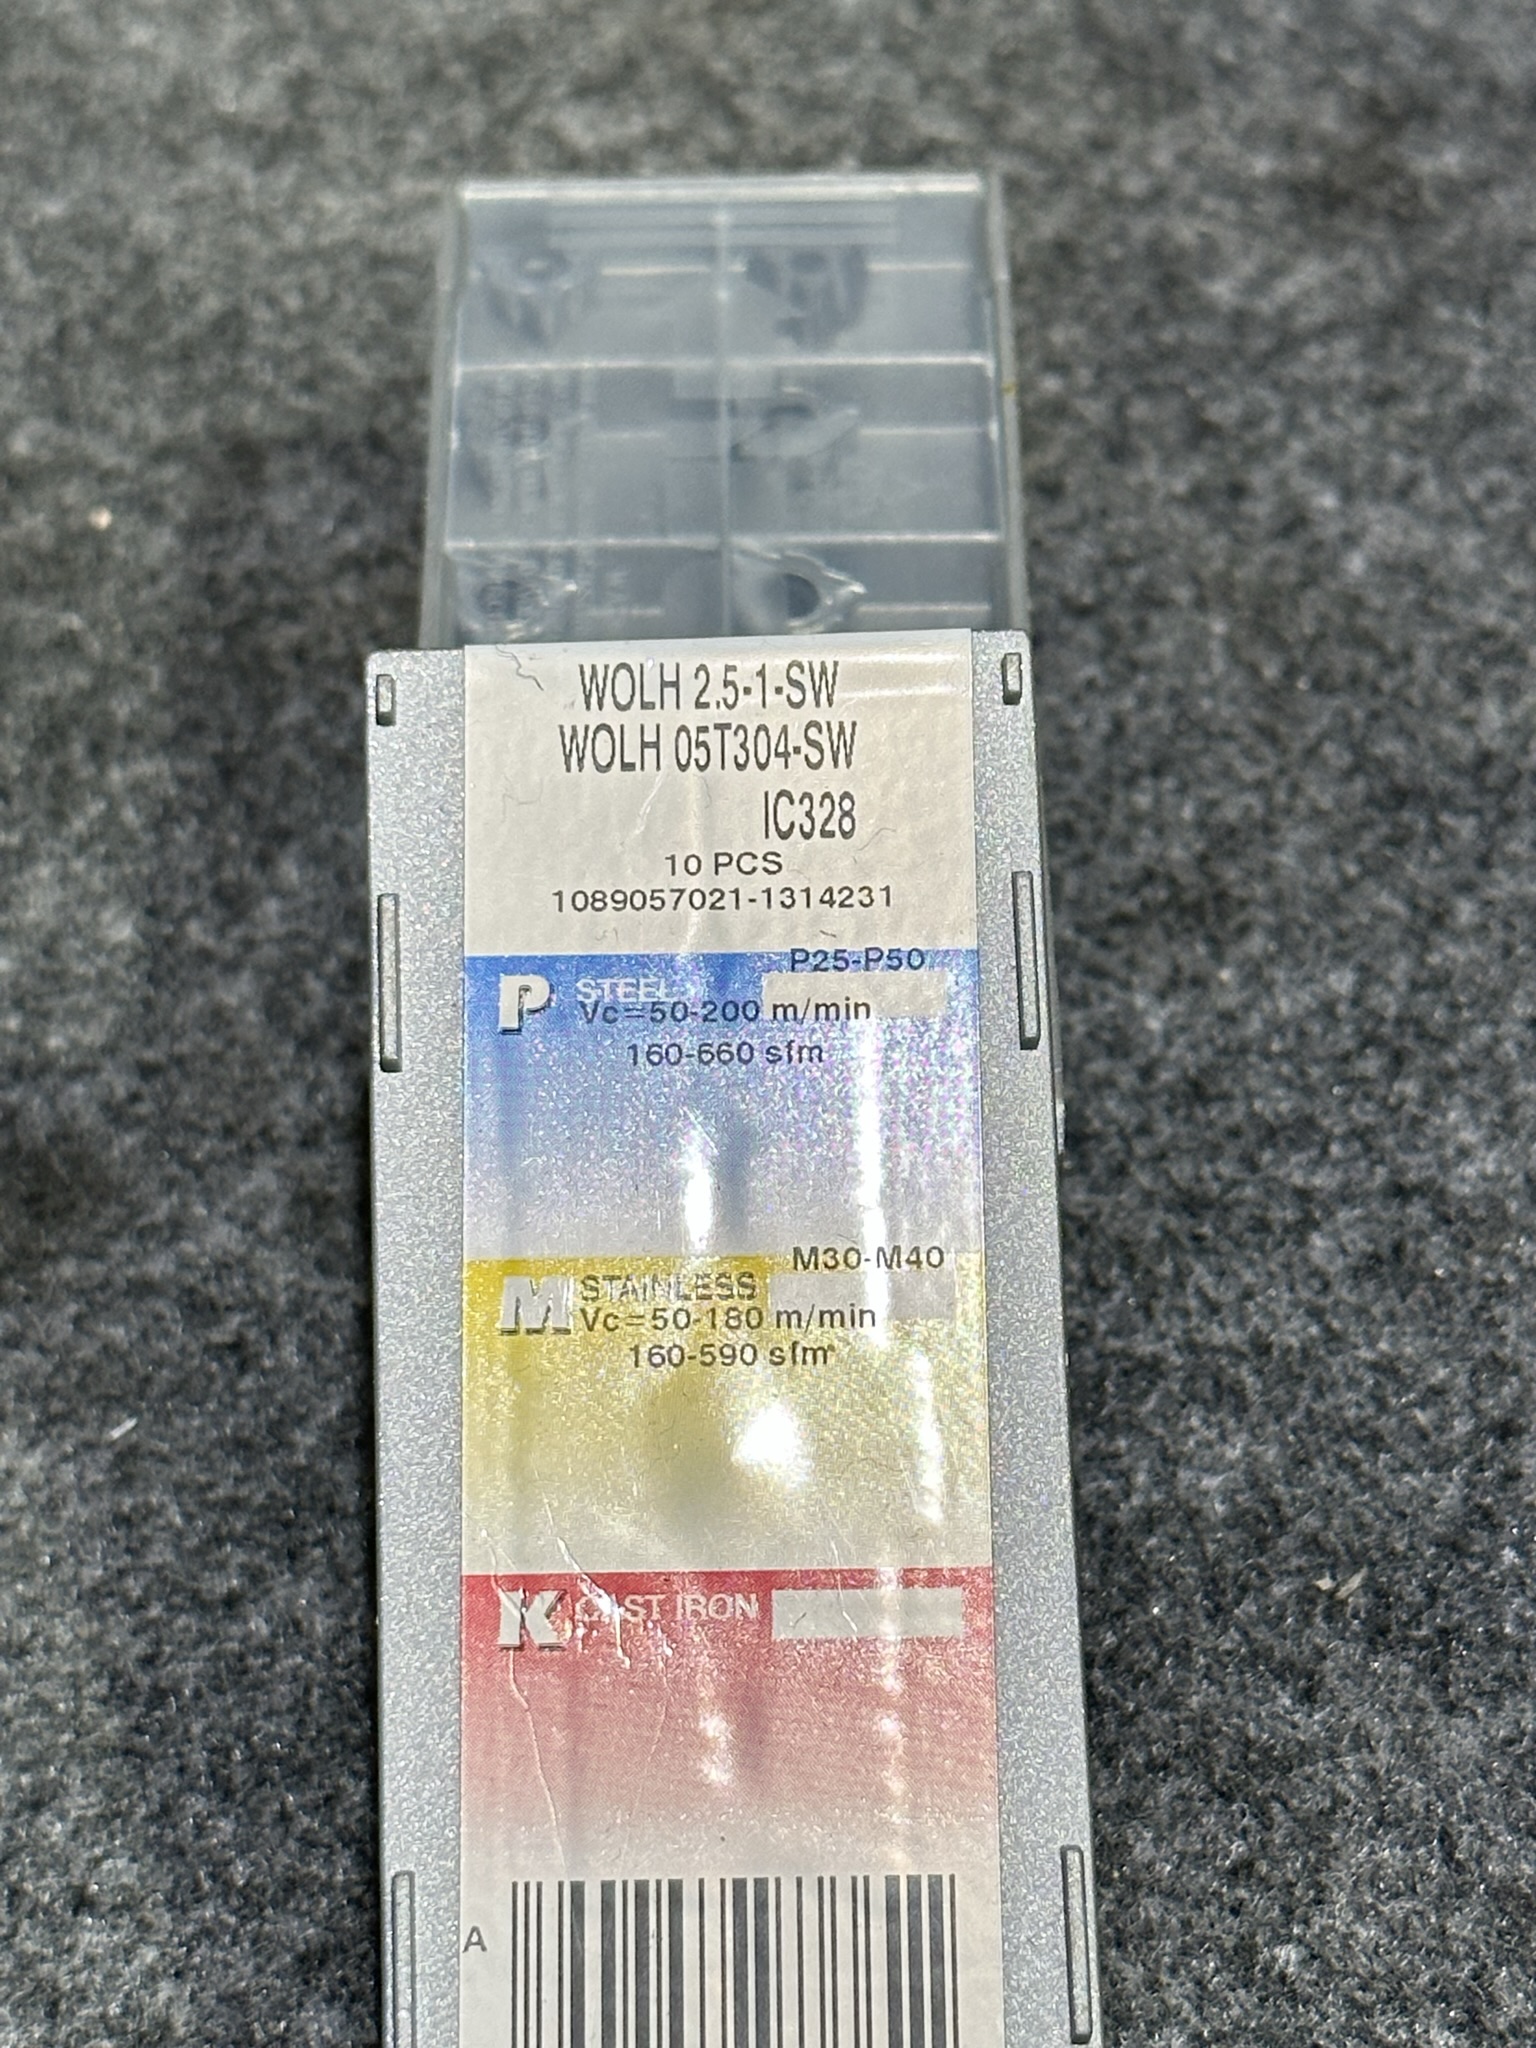 WOLH 2.5-1-SW
WOLH 05T304-SW
IC328
10 PCS
1089057021-1314231
P25-P50
P STEEL
Vc=50-200 m/min
160-660 sfm
M30-M40
M STAINLESS
Vc=50-180 m/min
160-590 sfm
K CAST IRON
A